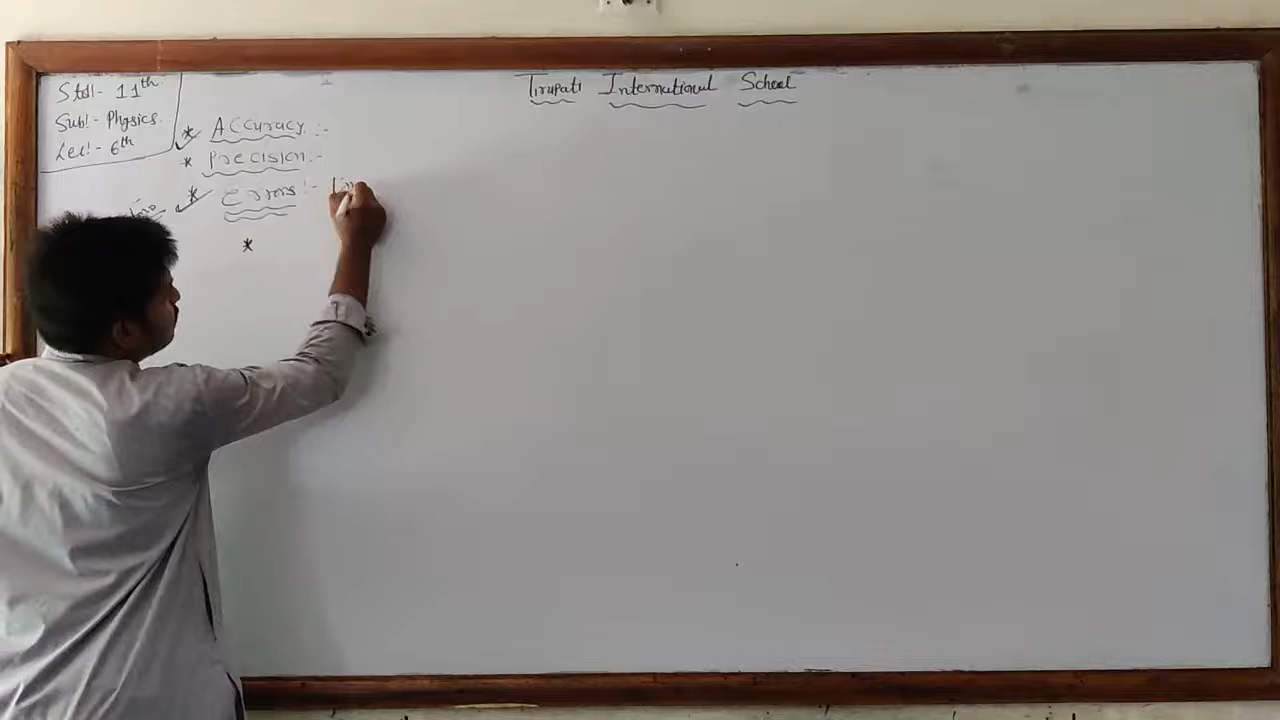 Tirupati International School
Std:- 11th
Sub:- Physics.
Lec:- 6th
* Accuracy :-
* Precision :-
* Errors :-
*